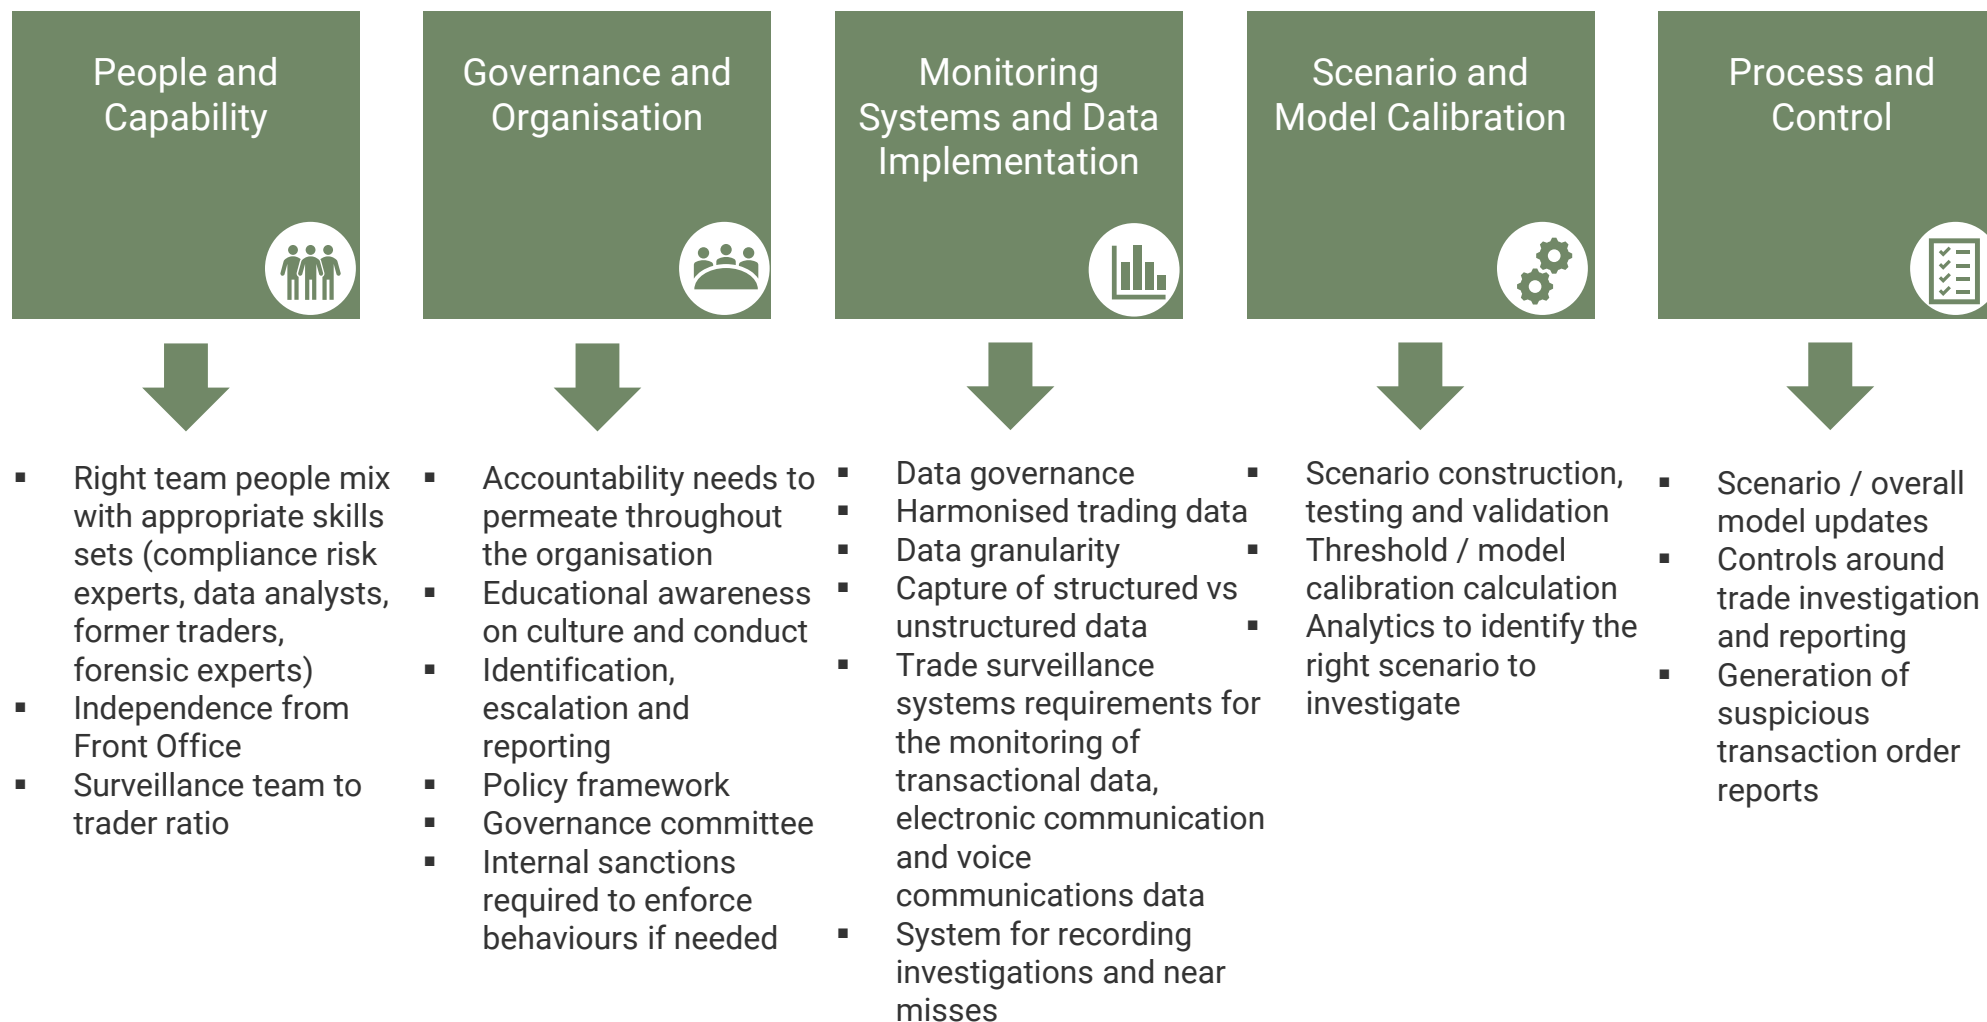 People and
Capability
Governance and
Organisation
Monitoring
Systems and Data
Implementation
Scenario and
Model Calibration
Process and
Control
▪ Right team people mix
with appropriate skills
sets (compliance risk
experts, data analysts,
former traders,
forensic experts)
▪ Independence from
Front Office
▪ Surveillance team to
trader ratio
▪ Accountability needs to
permeate throughout
the organisation
▪ Educational awareness
on culture and conduct
▪ Identification,
escalation and
reporting
▪ Policy framework
▪ Governance committee
▪ Internal sanctions
required to enforce
behaviours if needed
▪ Data governance
▪ Harmonised trading data
▪ Data granularity
▪ Capture of structured vs
unstructured data
▪ Trade surveillance
systems requirements for
the monitoring of
transactional data,
electronic communication
and voice
communications data
▪ System for recording
investigations and near
misses
▪ Scenario construction,
testing and validation
▪ Threshold / model
calibration calculation
▪ Analytics to identify the
right scenario to
investigate
▪ Scenario / overall
model updates
▪ Controls around
trade investigation
and reporting
▪ Generation of
suspicious
transaction order
reports